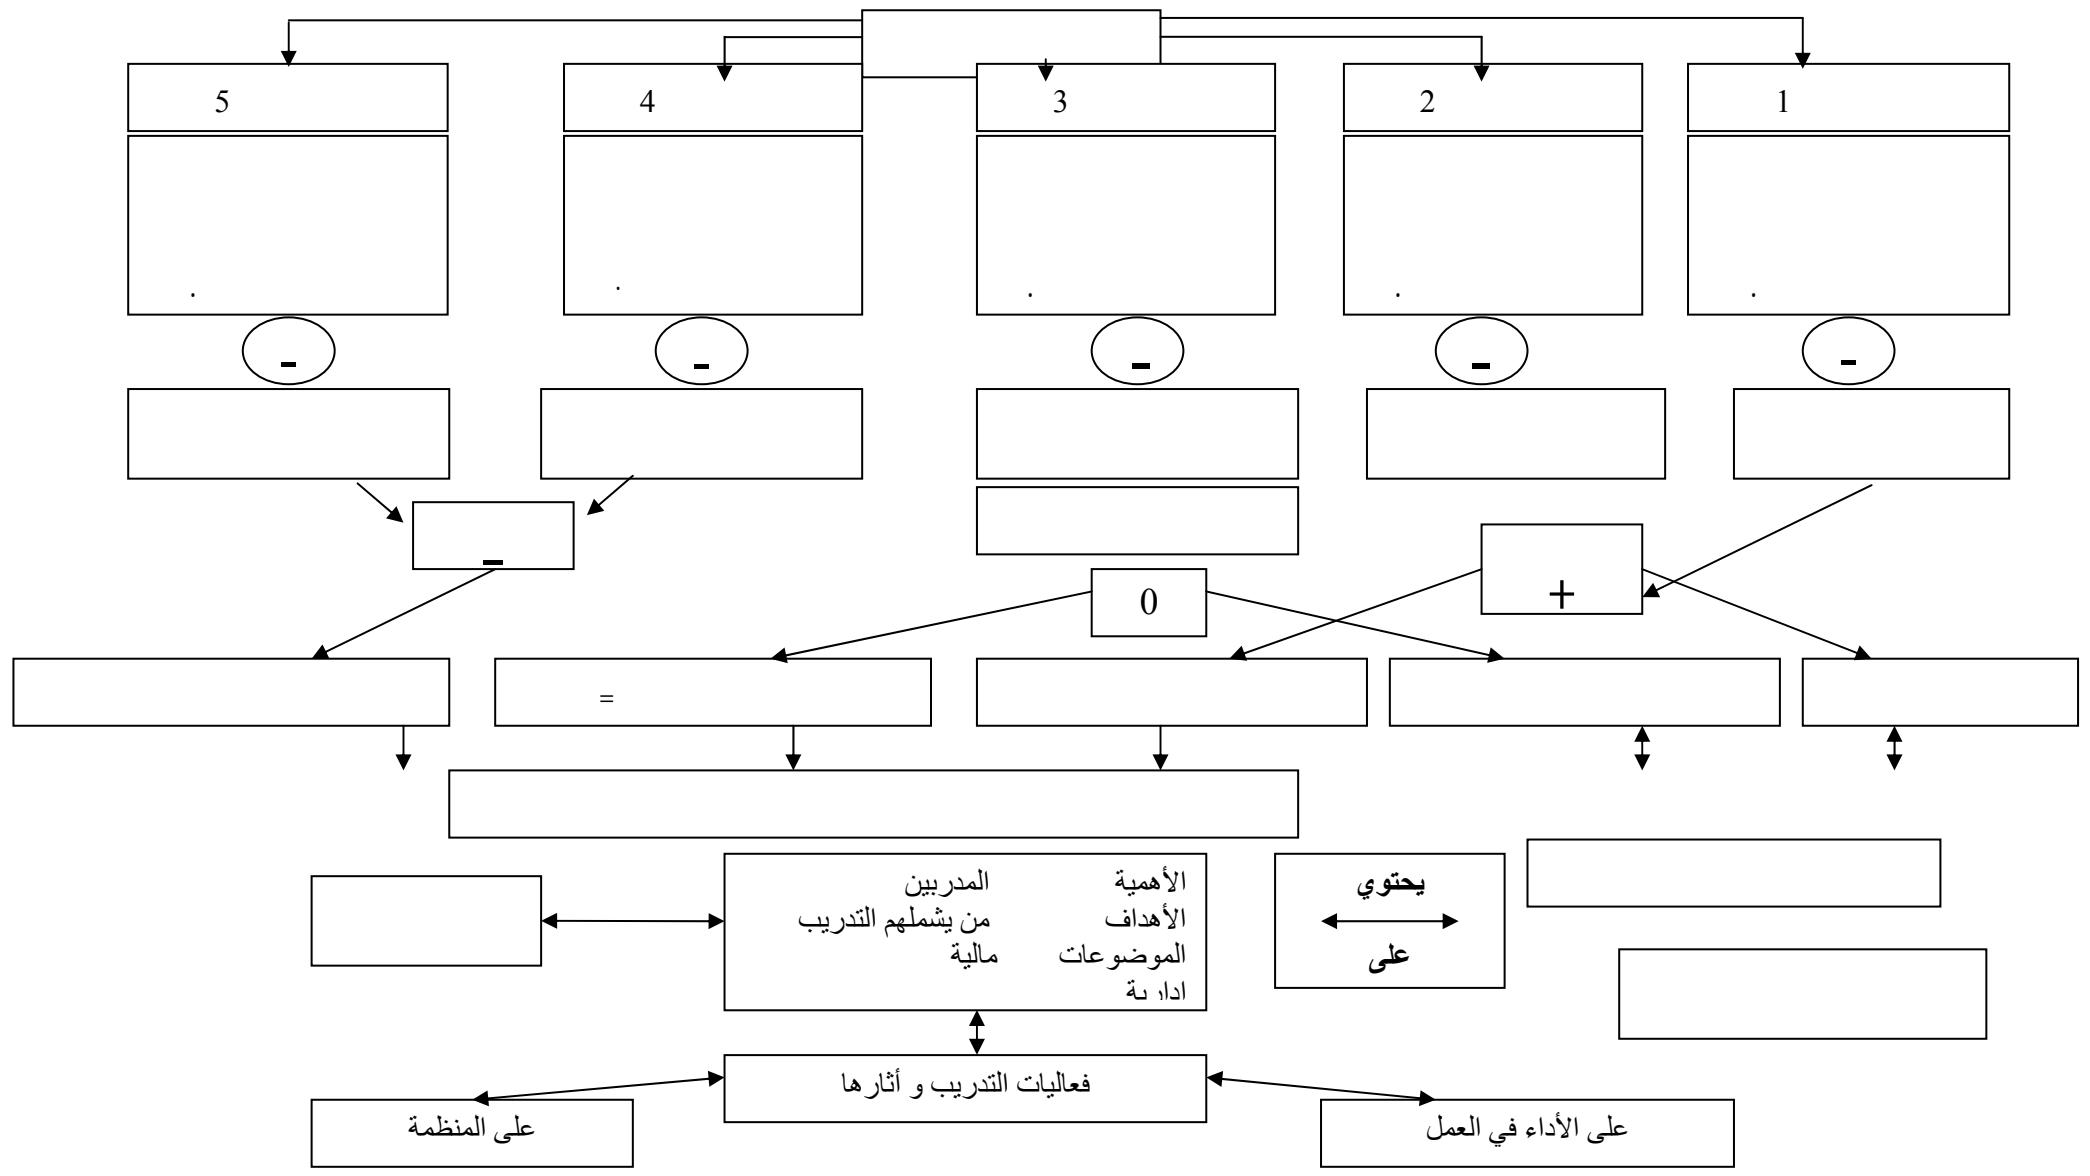 1 2 3 4 5
. . . . .
- - - - -
-
+
0
=
الأهمية المدربين
الأهداف من يشملهم التدريب
الموضوعات مالية
ادارية
يحتوي
على
فعاليات التدريب و أثارها
على الأداء في العمل
على المنظمة